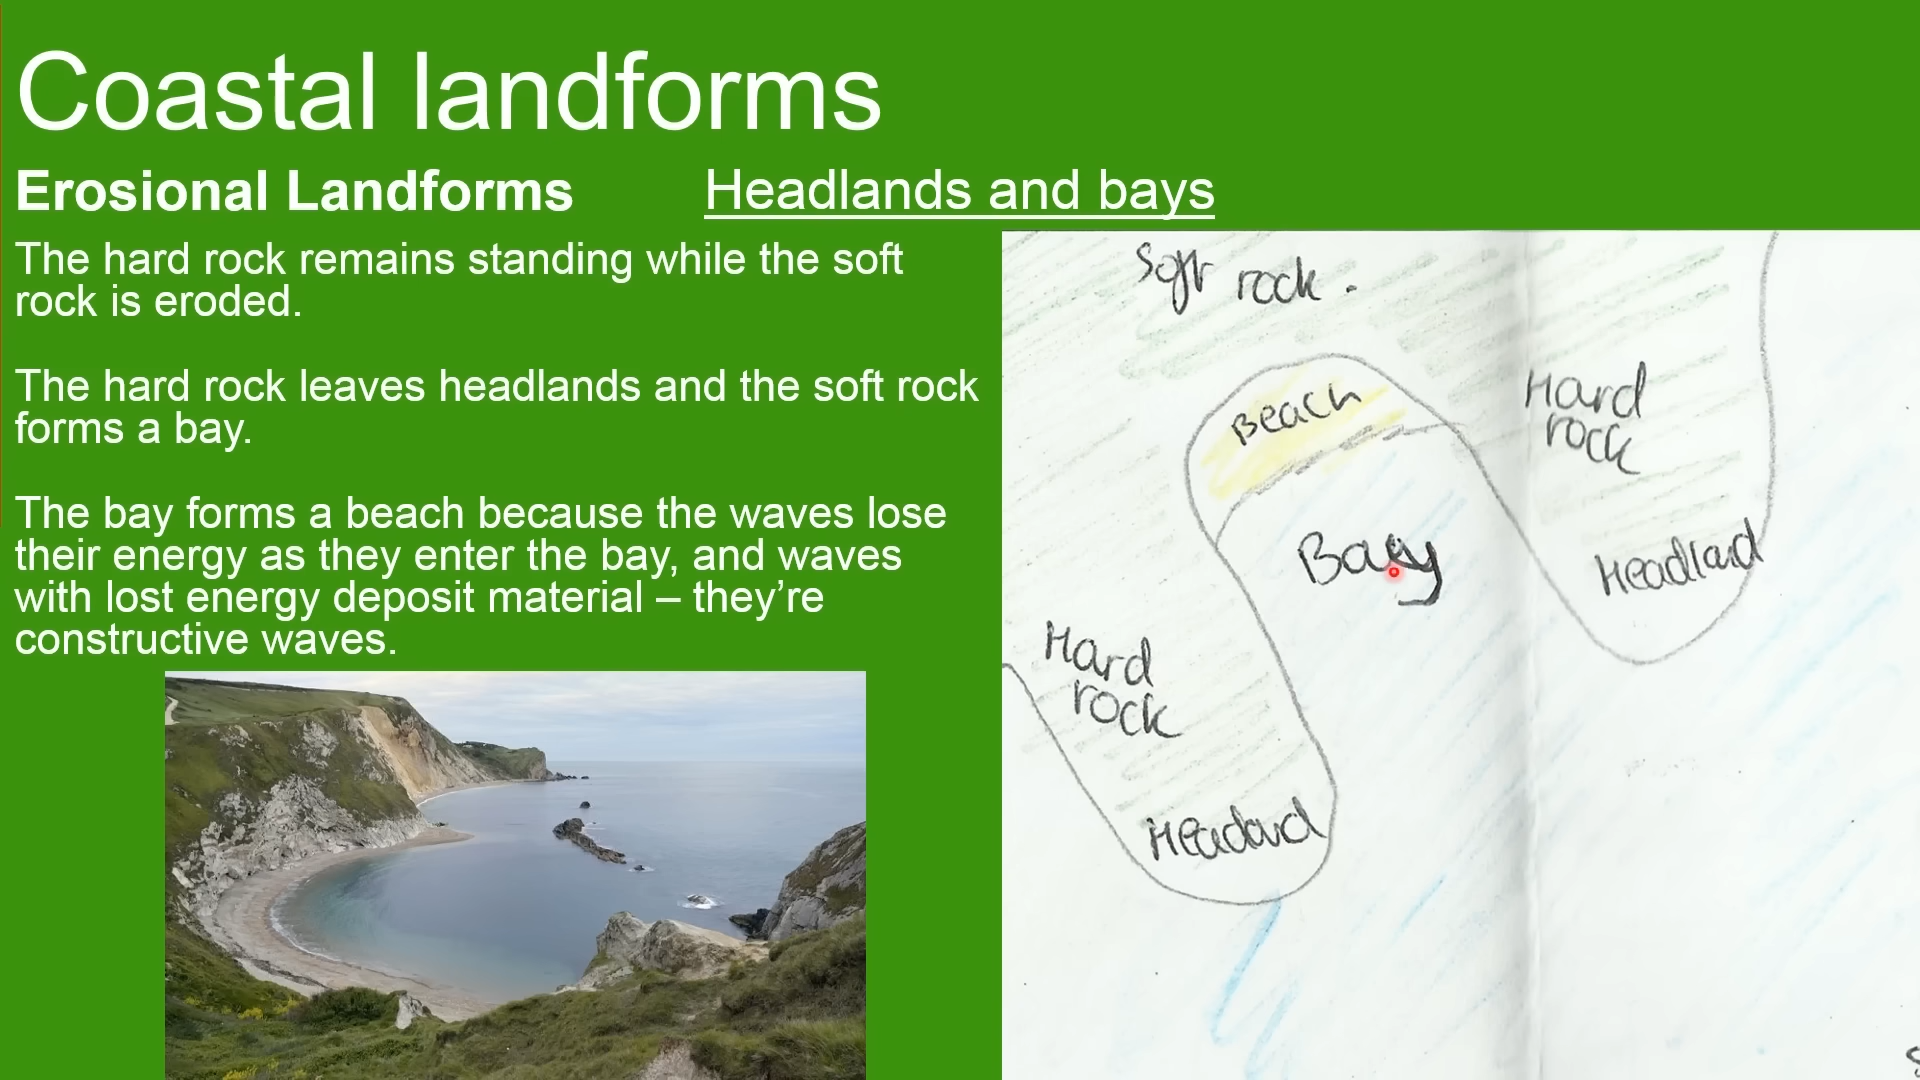 Coastal landforms
Erosional Landforms
Headlands and bays
The hard rock remains standing while the soft
rock is eroded.
The hard rock leaves headlands and the soft rock
forms a bay.
The bay forms a beach because the waves lose
their energy as they enter the bay, and waves
with lost energy deposit material – they’re
constructive waves.
Soft rock.
Beach
Hard
rock
Bay
Headland
Hard
rock
Headland